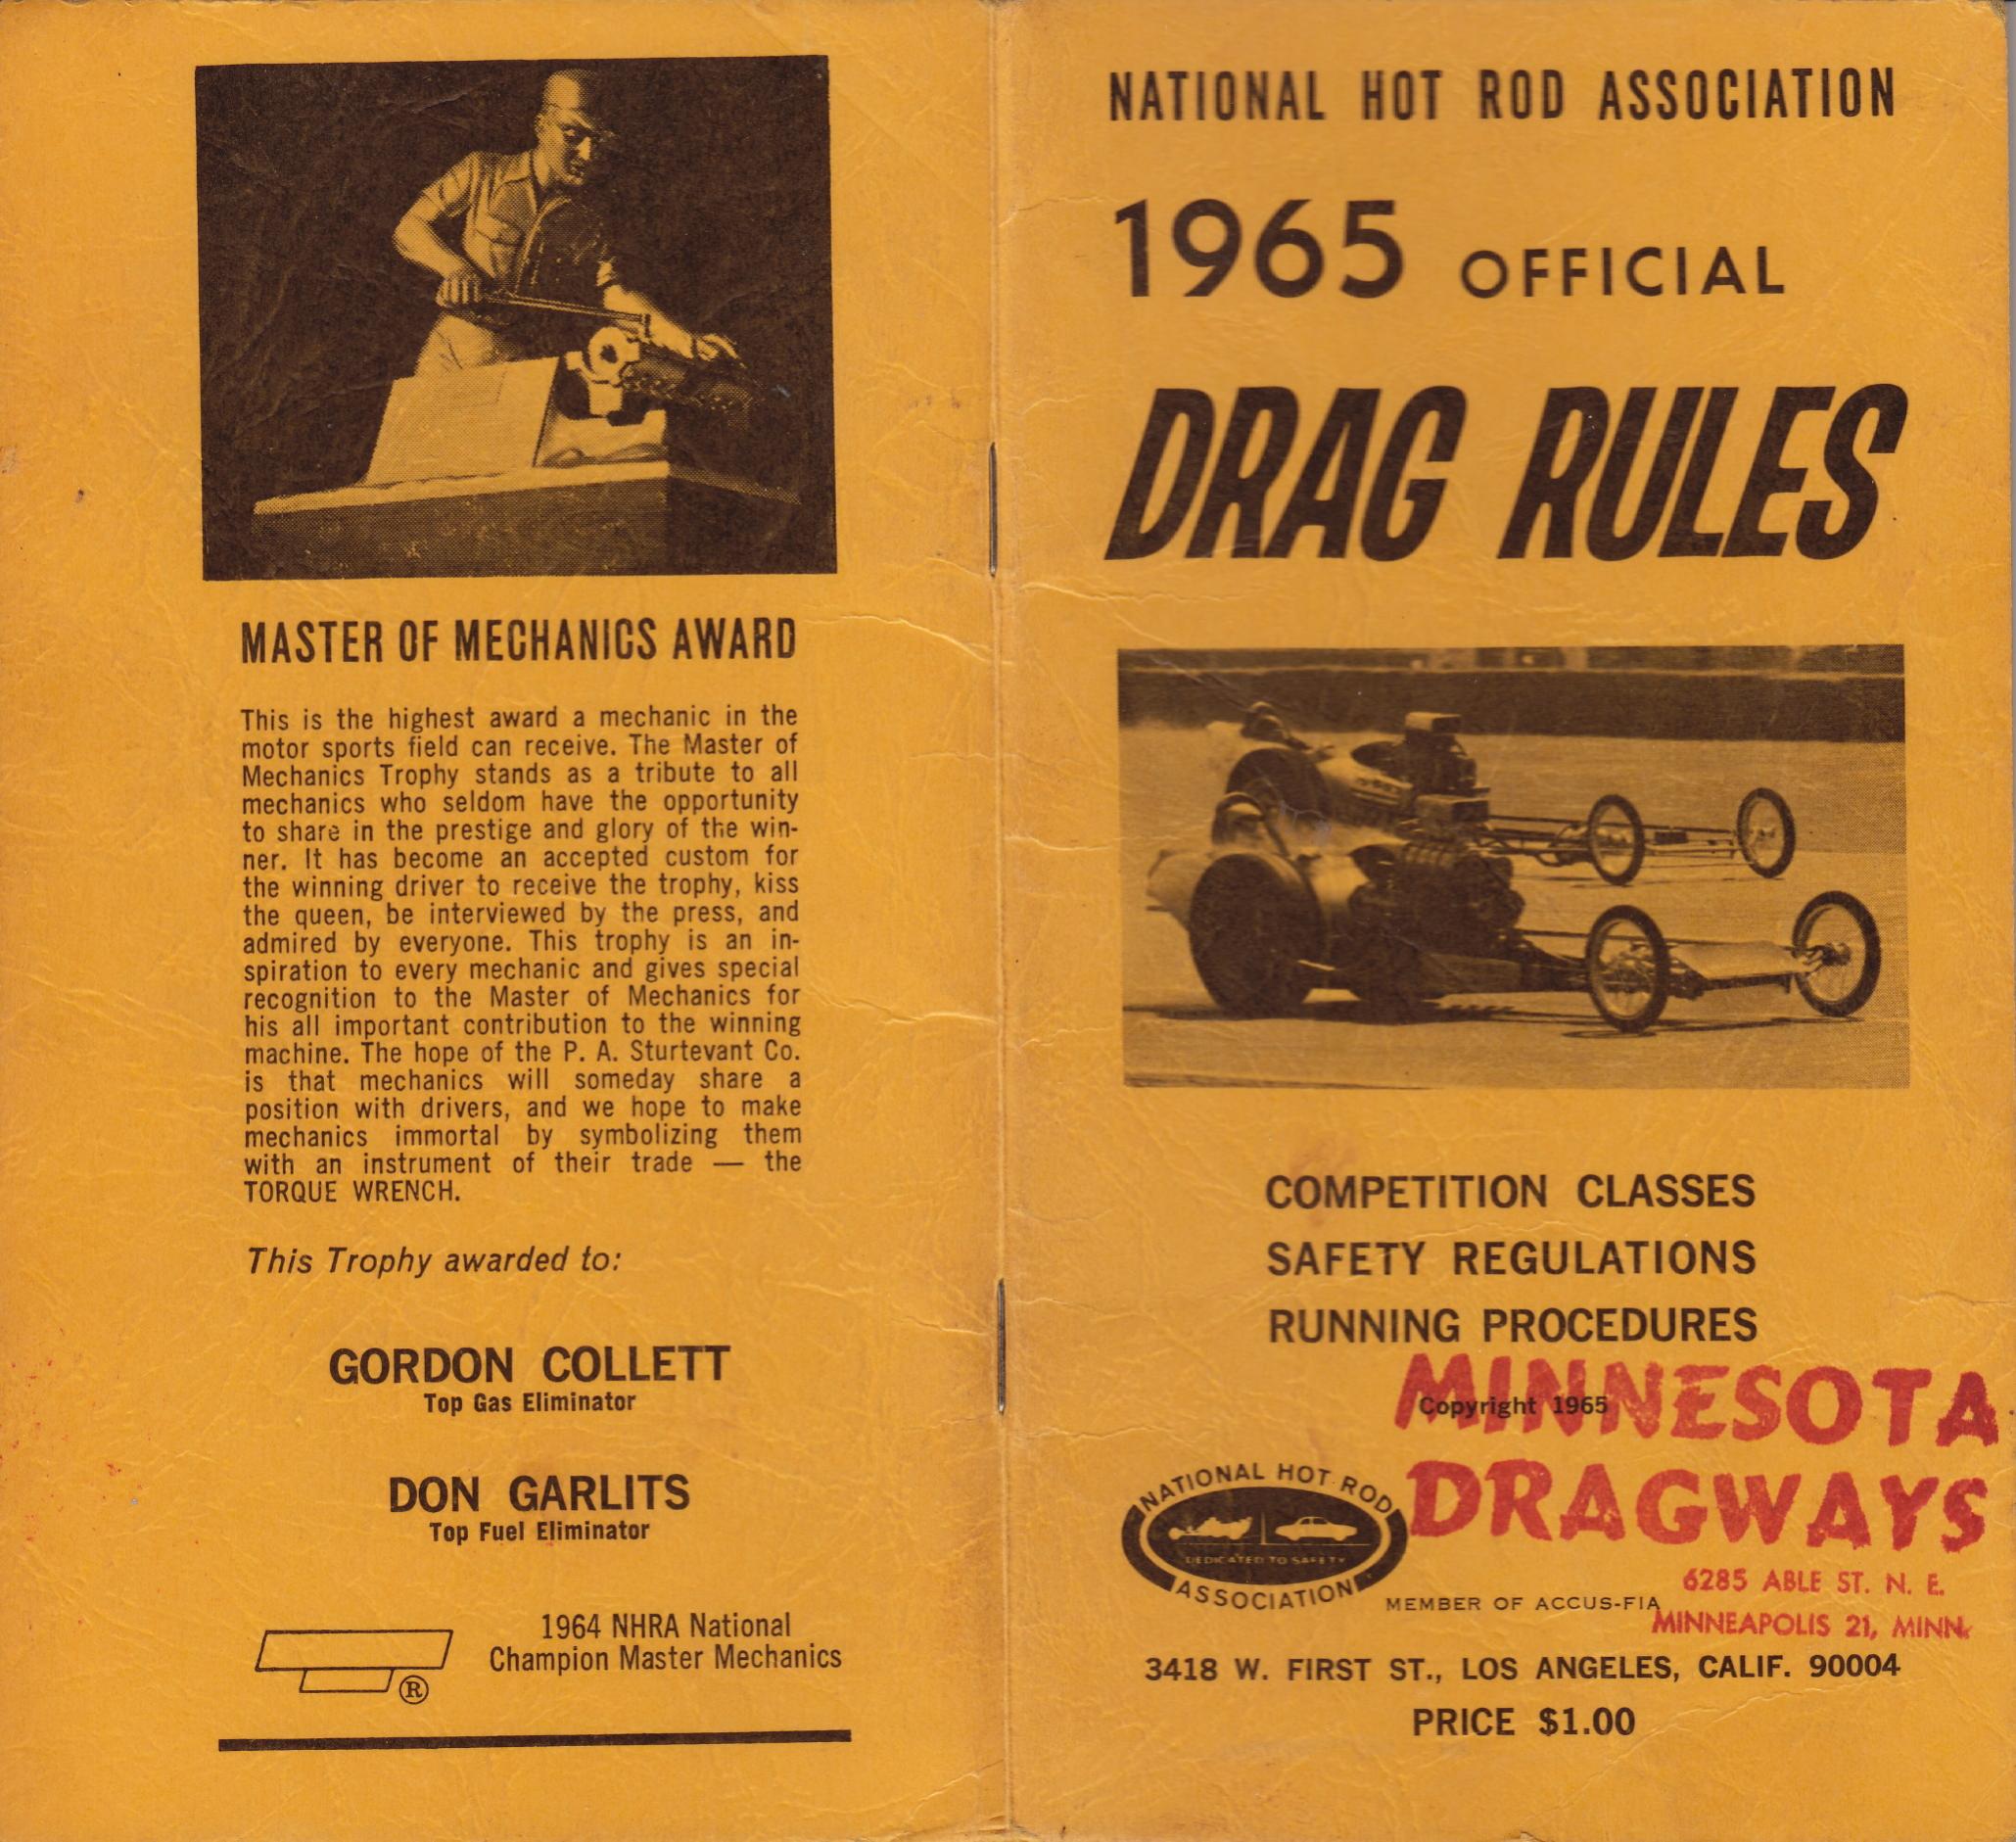 MASTER OF MECHANICS AWARD
This is the highest award a mechanic in the
motor sports field can receive. The Master of
Mechanics Trophy stands as a tribute to all
mechanics who seldom have the opportunity
to share in the prestige and glory of the win-
ner. It has become an accepted custom for
the winning driver to receive the trophy, kiss
the queen, be interviewed by the press, and
admired by everyone. This trophy is an in-
spiration to every mechanic and gives special
recognition to the Master of Mechanics for
his all important contribution to the winning
machine. The hope of the P. A. Sturtevant Co.
is that mechanics will someday share a
position with drivers, and we hope to make
mechanics immortal by symbolizing them
with an instrument of their trade — the
TORQUE WRENCH.
This Trophy awarded to:
GORDON COLLETT
Top Gas Eliminator
DON GARLITS
Top Fuel Eliminator
1964 NHRA National
Champion Master Mechanics
®
NATIONAL HOT ROD ASSOCIATION
1965 OFFICIAL
DRAG RULES
COMPETITION CLASSES
SAFETY REGULATIONS
RUNNING PROCEDURES
MINNESOTA
Copyright 1965
DRAGWAYS
NATIONAL HOT ROD
DEDICATED TO SAFETY
ASSOCIATION
6285 ABLE ST. N. E.
MEMBER OF ACCUS-FIA
MINNEAPOLIS 21, MINN.
3418 W. FIRST ST., LOS ANGELES, CALIF. 90004
PRICE $1.00